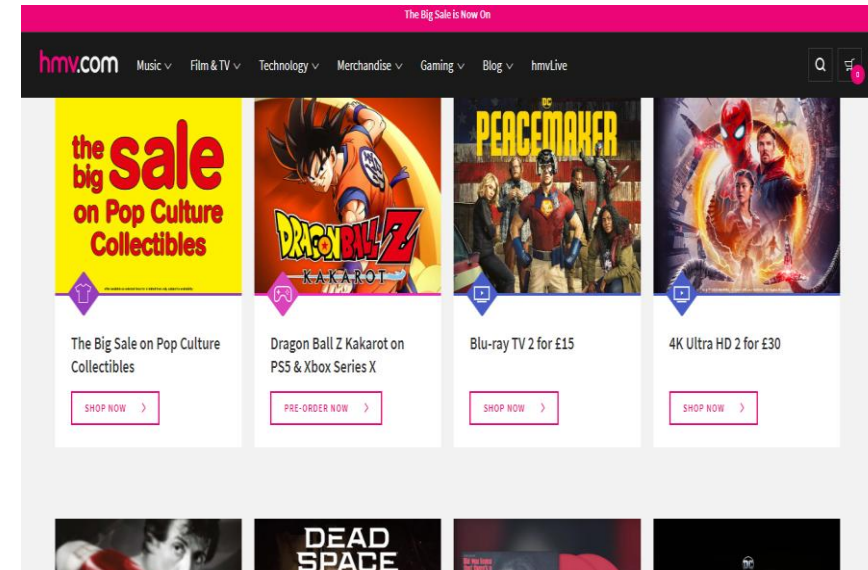 The Big Sale is Now On
hmv.com
Music
Film & TV
Technology
Merchandise
Gaming
Blog
hmvLive
0
the big sale
on Pop Culture
Collectibles
DRAGON BALL Z
KAKAROT
DC
PEACEMAKER
The Big Sale on Pop Culture
Collectibles
SHOP NOW
Dragon Ball Z Kakarot on
PS5 & Xbox Series X
PRE-ORDER NOW
Blu-ray TV 2 for £15
SHOP NOW
4K Ultra HD 2 for £30
SHOP NOW
DEAD
SPACE
DC